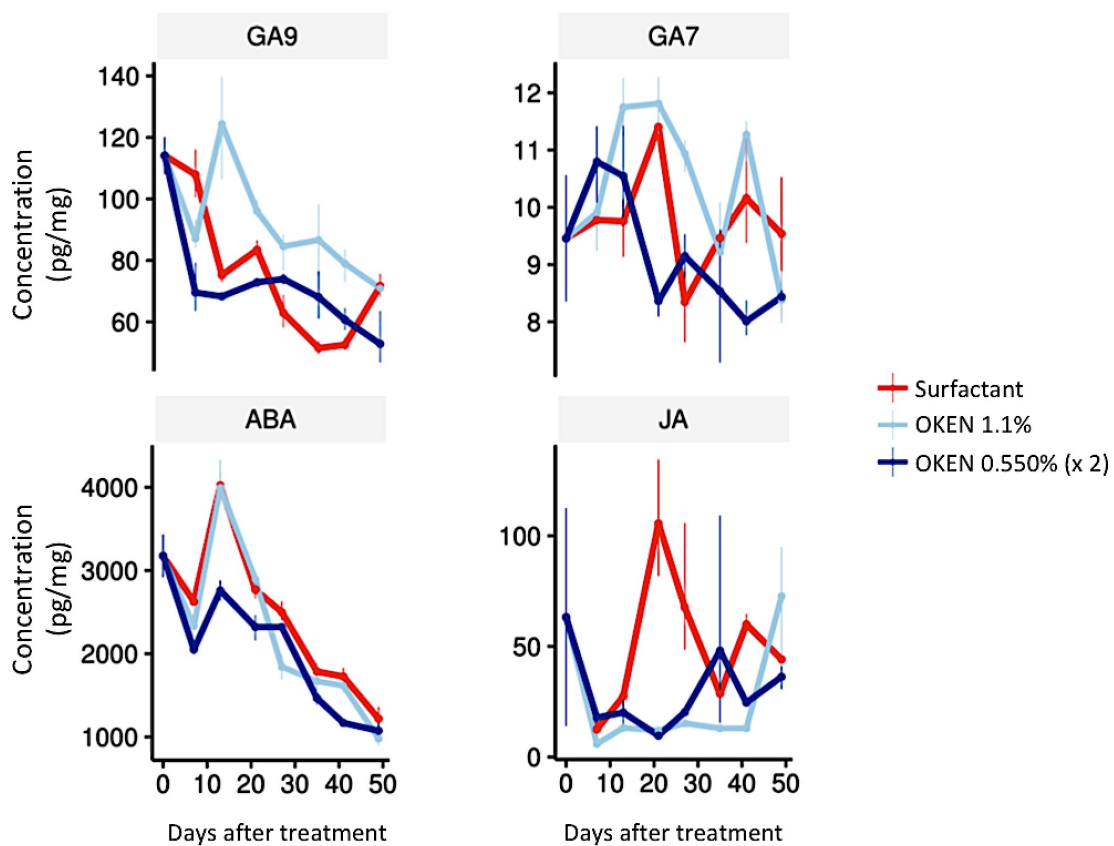 GA9
GA7
140
120
100
80
60
12
11
10
9
8
Concentration
(pg/mg)
Surfactant
OKEN 1.1%
OKEN 0.550% (x 2)
ABA
JA
4000
3000
2000
1000
100
50
0
Concentration
(pg/mg)
0 10 20 30 40 50
0 10 20 30 40 50
Days after treatment
Days after treatment